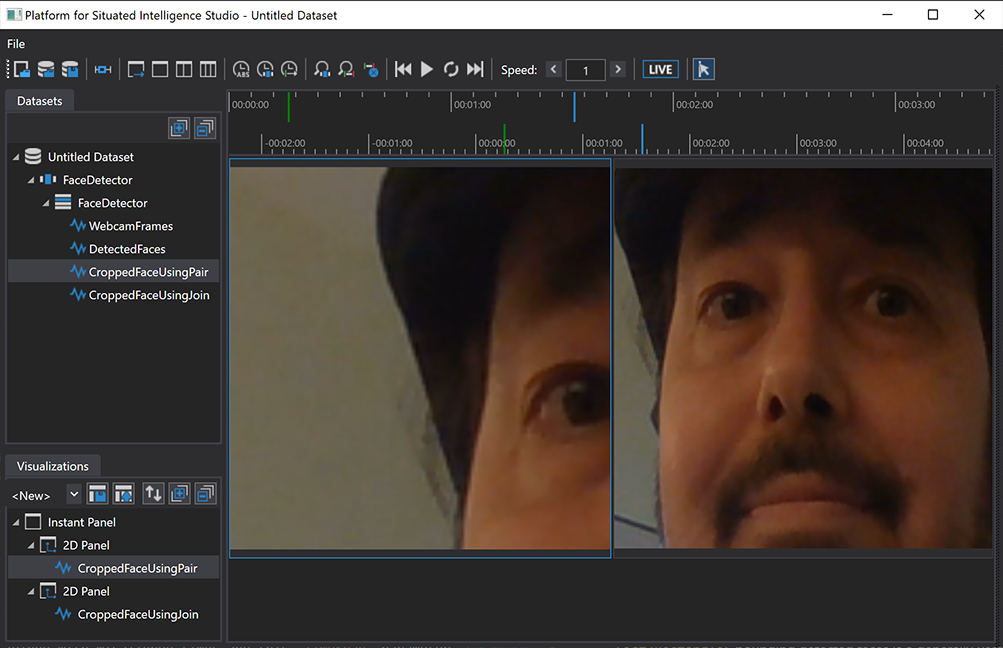 Platform for Situated Intelligence Studio - Untitled Dataset
File
ABS
Speed: 1 LIVE
Datasets
00:00:00 00:01:00 00:02:00 00:03:00
-00:02:00 -00:01:00 00:00:00 00:01:00 00:02:00 00:03:00 00:04:00
Untitled Dataset
FaceDetector
FaceDetector
WebcamFrames
DetectedFaces
CroppedFaceUsingPair
CroppedFaceUsingJoin
Visualizations
<New>
Instant Panel
2D Panel
CroppedFaceUsingPair
2D Panel
CroppedFaceUsingJoin